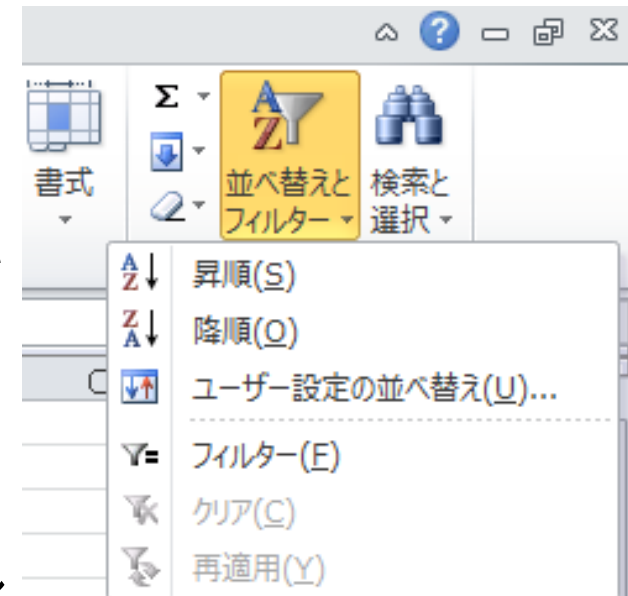 書式
Σ
並べ替えと
フィルター
検索と
選択
昇順(S)
降順(O)
ユーザー設定の並べ替え(U)...
フィルター(F)
クリア(C)
再適用(Y)